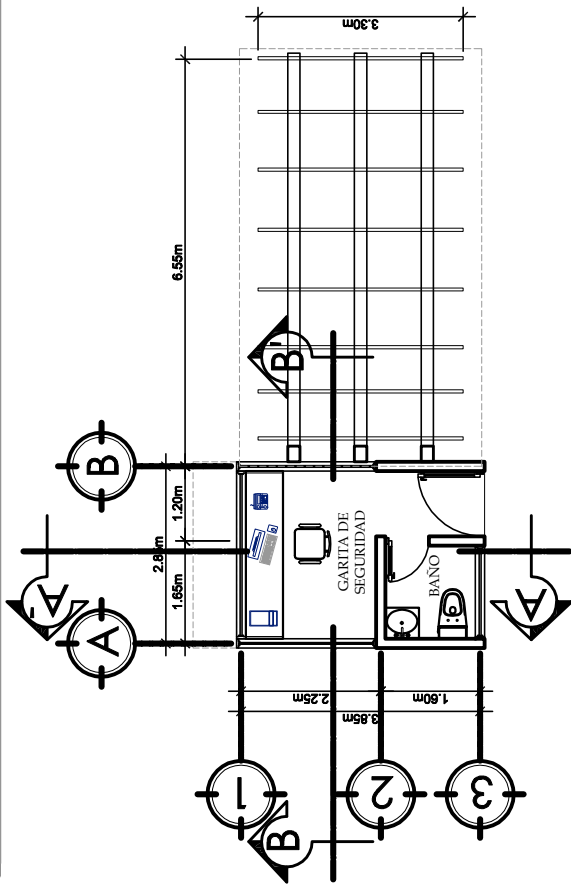 3.30m
6.55m
B
B'
2.85m
1.20m
1.65m
A'
A
GARITA DE
SEGURIDAD
BAÑO
A
2.25m
1.60m
3.85m
1
2
3
B